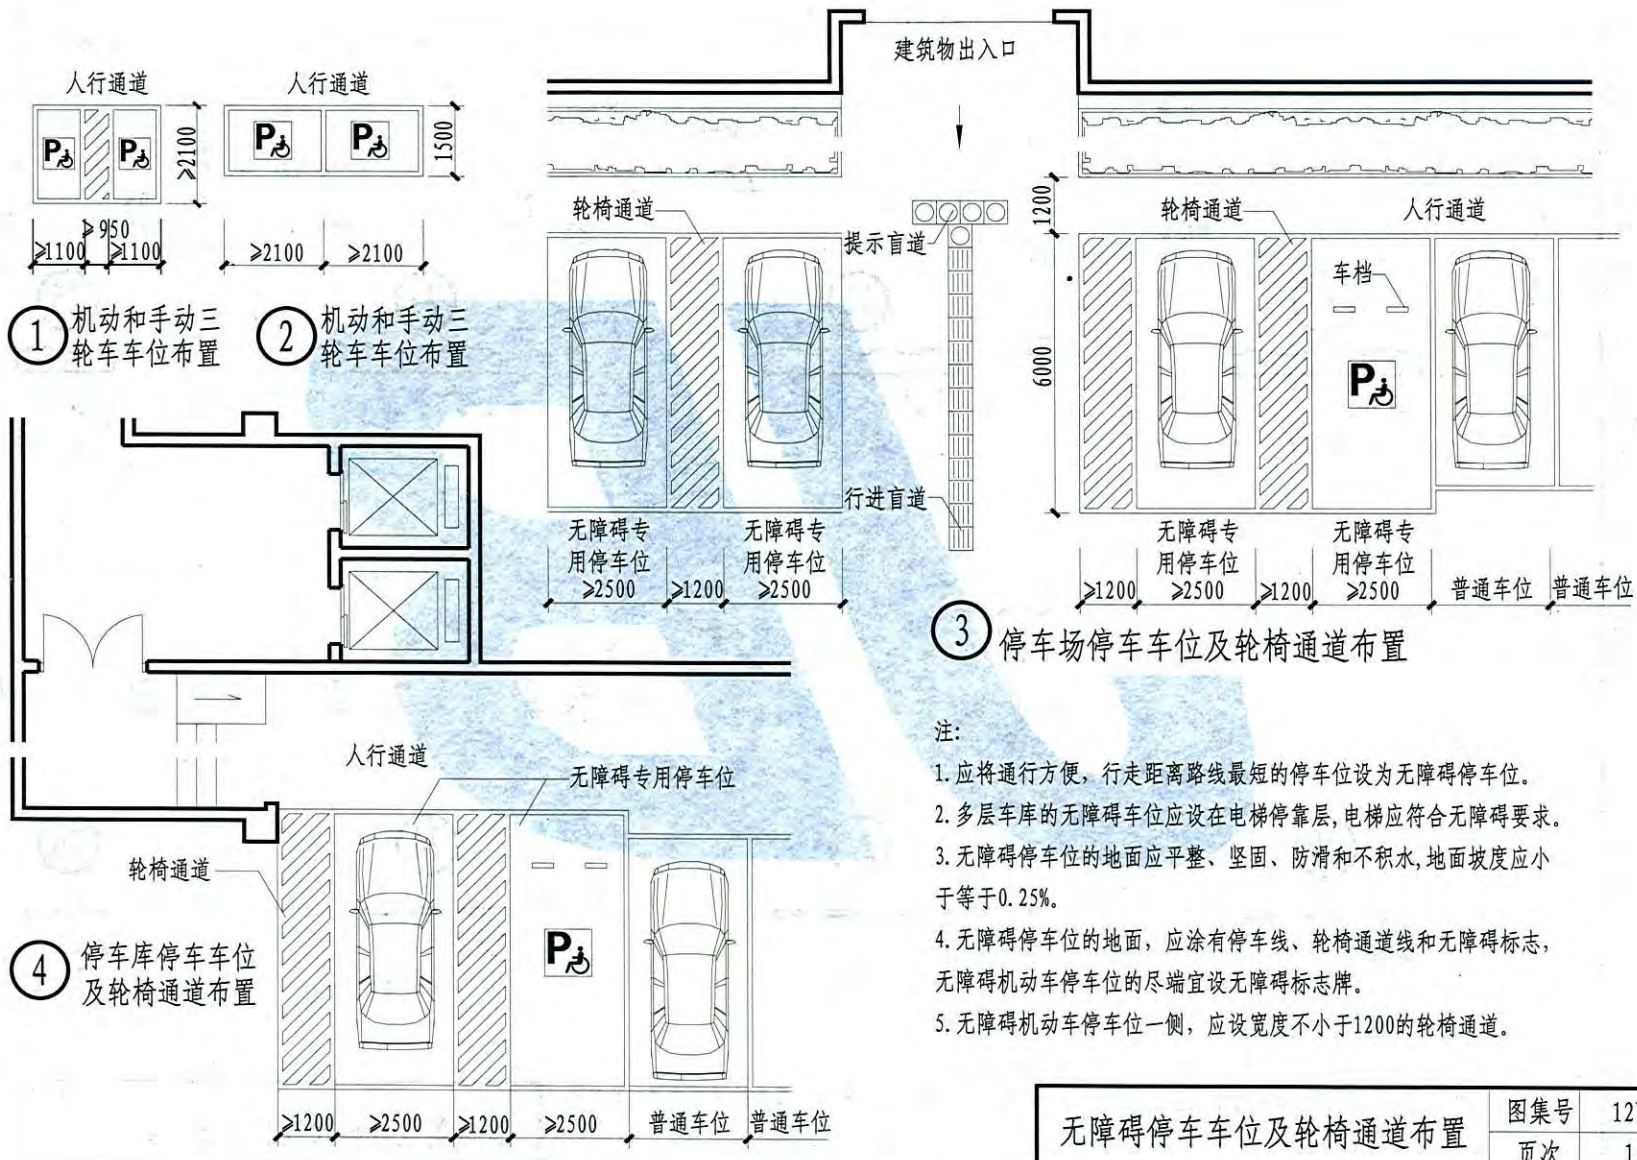 建筑物出入口
人行通道
人行通道
P
P
P
P
≥2100
1500
≥950
≥1100
≥1100
≥2100
≥2100
① 机动和手动三
轮车车位布置
② 机动和手动三
轮车车位布置
轮椅通道
提示盲道
行进盲道
1200
轮椅通道
人行通道
车档
6000
P
无障碍专
用停车位
无障碍专
用停车位
≥2500
≥1200
≥2500
无障碍专
用停车位
无障碍专
用停车位
≥1200
≥2500
≥1200
≥2500
普通车位
普通车位
③ 停车场停车车位及轮椅通道布置
人行通道
无障碍专用停车位
轮椅通道
P
④ 停车库停车车位
及轮椅通道布置
≥1200
≥2500
≥1200
≥2500
普通车位
普通车位
注:
1.应将通行方便，行走距离路线最短的停车位设为无障碍停车位。
2.多层车库的无障碍车位应设在电梯停靠层,电梯应符合无障碍要求。
3.无障碍停车位的地面应平整、坚固、防滑和不积水,地面坡度应小
于等于0.25%。
4.无障碍停车位的地面，应涂有停车线、轮椅通道线和无障碍标志，
无障碍机动车停车位的尽端宜设无障碍标志牌。
5.无障碍机动车停车位一侧，应设宽度不小于1200的轮椅通道。
无障碍停车车位及轮椅通道布置
图集号
页次